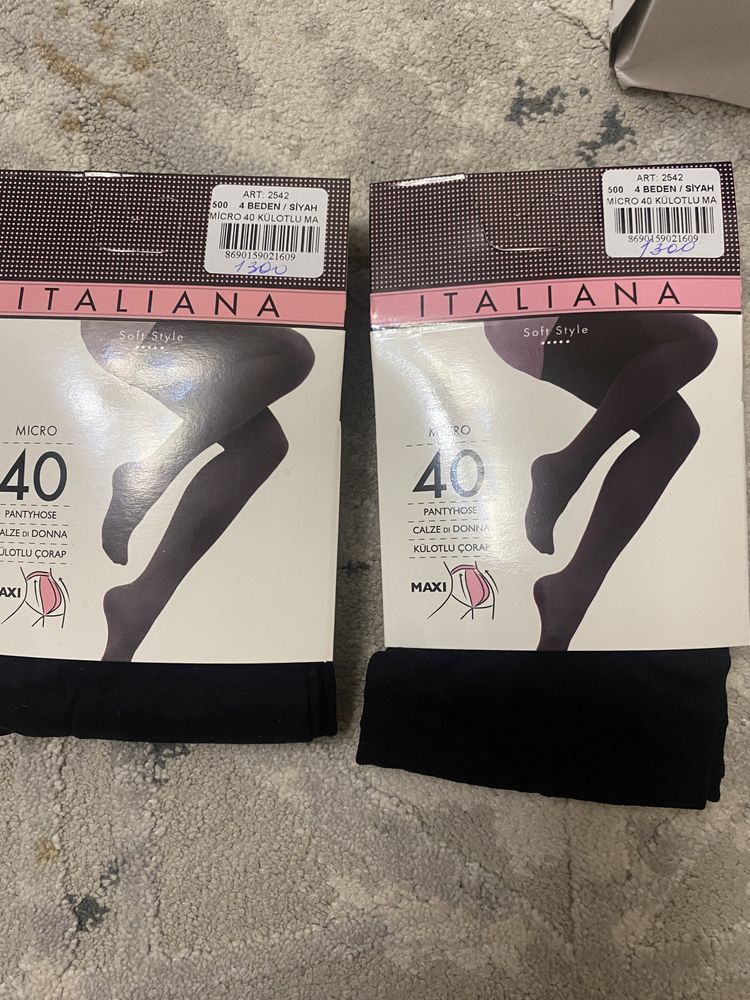 ART: 2542
500 4 BEDEN / SİYAH
MİCRO 40 KÜLOTLU MA
8690159021609
1300
ITALIANA
Soft Style
MICRO
40
PANTYHOSE
CALZE DI DONNA
KÜLOTLU ÇORAP
AXI
ART: 2542
500 4 BEDEN / SİYAH
MİCRO 40 KÜLOTLU MA
8690159021609
1300
ITALIANA
Soft Style
MICRO
40
PANTYHOSE
CALZE DI DONNA
KÜLOTLU ÇORAP
MAXI